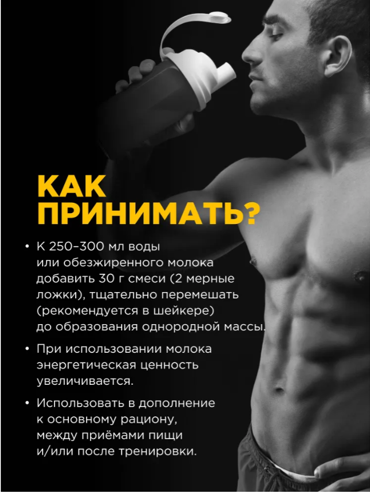 КАК
ПРИНИМАТЬ?
• К 250–300 мл воды
или обезжиренного молока
добавить 30 г смеси (2 мерные
ложки), тщательно перемешать
(рекомендуется в шейкере)
до образования однородной массы.
• При использовании молока
энергетическая ценность
увеличивается.
• Использовать в дополнение
к основному рациону,
между приёмами пищи
и/или после тренировки.